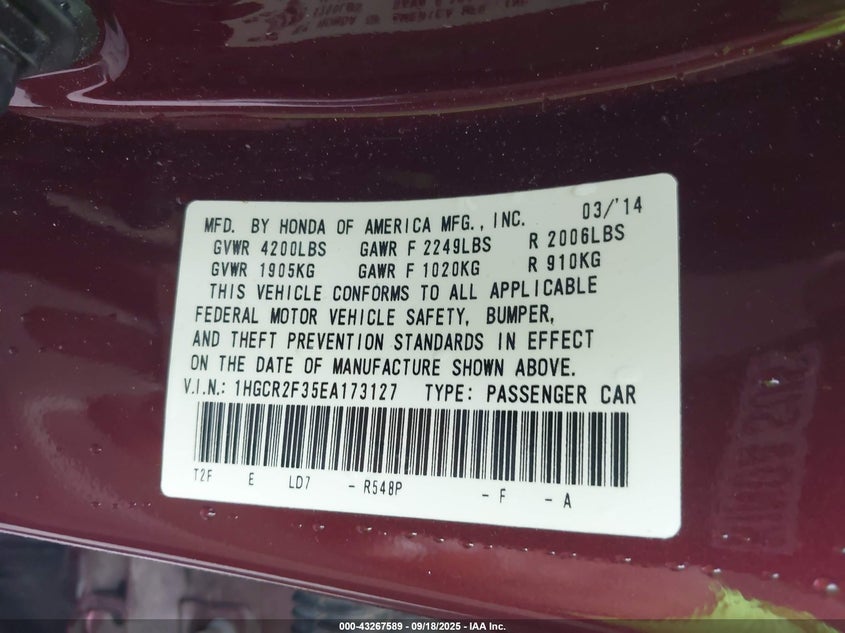 MFD. BY HONDA OF AMERICA MFG., INC. 03/'14
GVWR 4200LBS GAWR F 2249LBS R 2006LBS
GVWR 1905KG GAWR F 1020KG R 910KG
THIS VEHICLE CONFORMS TO ALL APPLICABLE
FEDERAL MOTOR VEHICLE SAFETY, BUMPER,
AND THEFT PREVENTION STANDARDS IN EFFECT
ON THE DATE OF MANUFACTURE SHOWN ABOVE.
V.I.N.: 1HGCR2F35EA173127 TYPE: PASSENGER CAR
T2F E LD7 - R548P - F - A
000-43267589 - 09/18/2025 - IAA Inc.